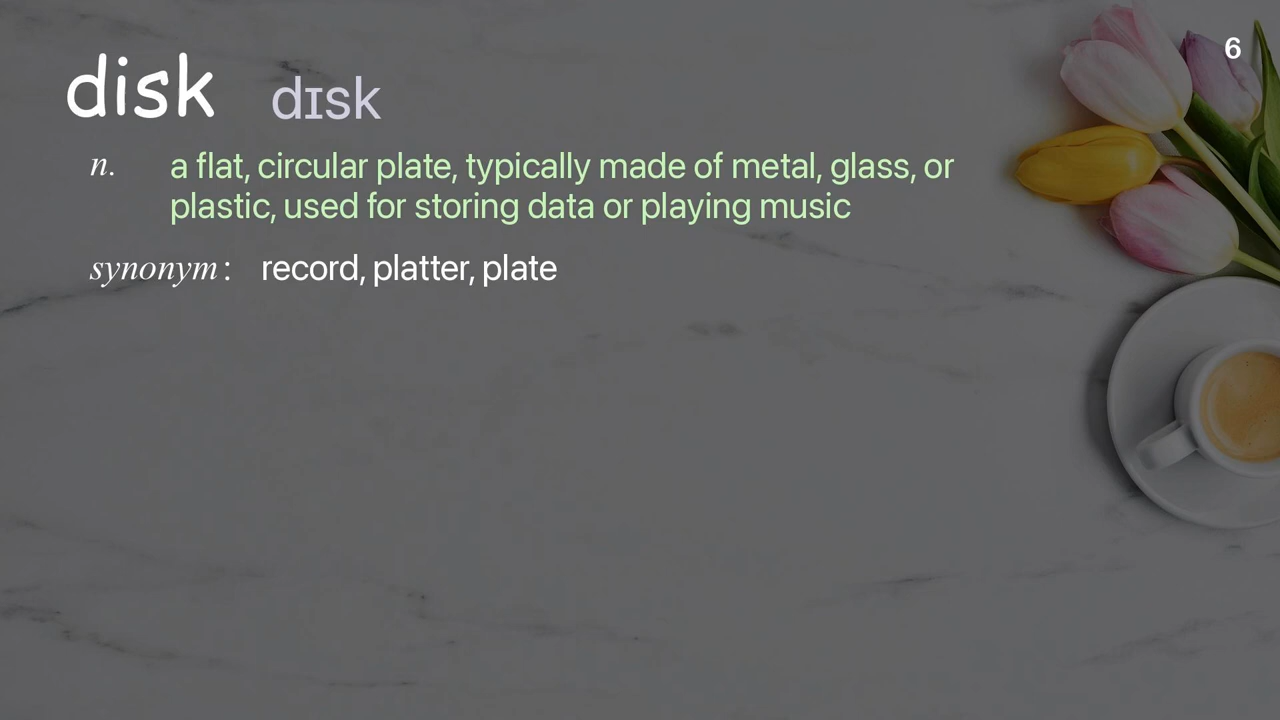 6
disk dɪsk
n. a flat, circular plate, typically made of metal, glass, or
plastic, used for storing data or playing music
synonym : record, platter, plate